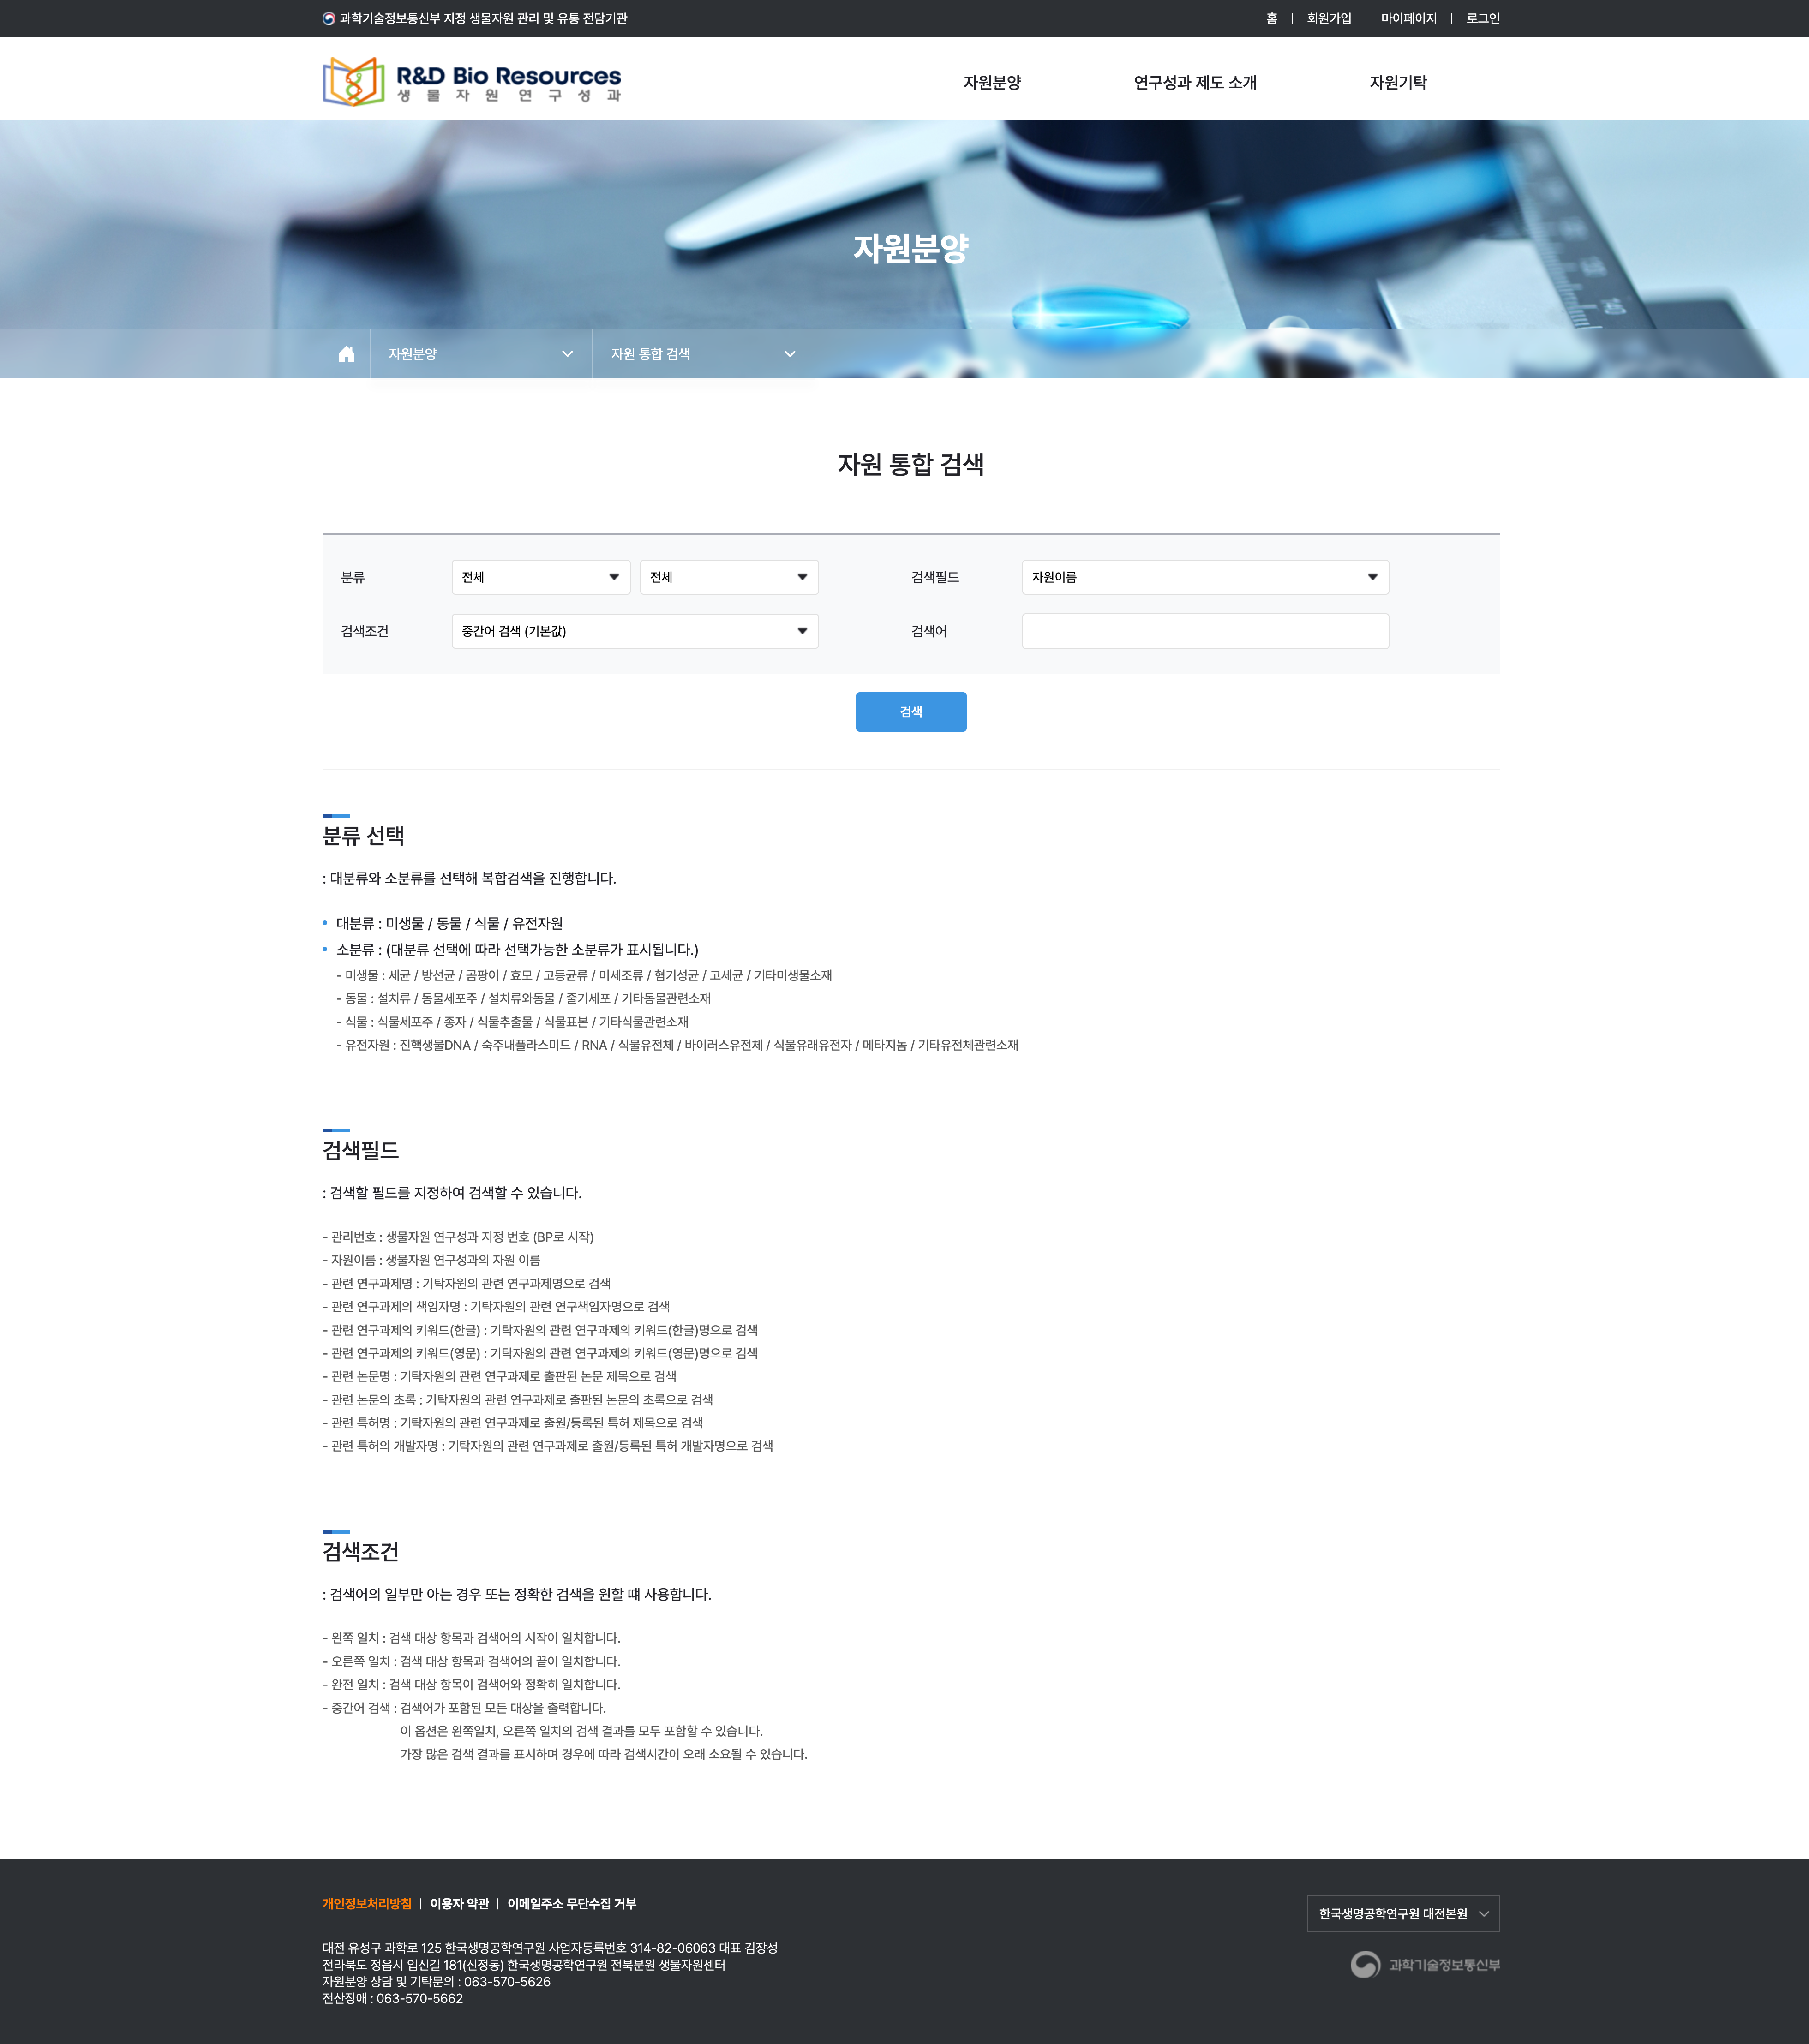 과학기술정보통신부 지정 생물자원 관리 및 유통 전담기관
홈 | 회원가입 | 마이페이지 | 로그인
R&D Bio Resources
생물자원연구성과
자원분양 연구성과 제도 소개 자원기탁
자원분양
자원분양 자원 통합 검색
자원 통합 검색
분류 전체 전체 검색필드 자원이름
검색조건 중간어 검색 (기본값) 검색어
검색
분류 선택
: 대분류와 소분류를 선택해 복합검색을 진행합니다.
대분류 : 미생물 / 동물 / 식물 / 유전자원
소분류 : (대분류 선택에 따라 선택가능한 소분류가 표시됩니다.)
- 미생물 : 세균 / 방선균 / 곰팡이 / 효모 / 고등균류 / 미세조류 / 혐기성균 / 고세균 / 기타미생물소재
- 동물 : 설치류 / 동물세포주 / 설치류와동물 / 줄기세포 / 기타동물관련소재
- 식물 : 식물세포주 / 종자 / 식물추출물 / 식물표본 / 기타식물관련소재
- 유전자원 : 진핵생물DNA / 숙주내플라스미드 / RNA / 식물유전체 / 바이러스유전체 / 식물유래유전자 / 메타지놈 / 기타유전체관련소재
검색필드
: 검색할 필드를 지정하여 검색할 수 있습니다.
- 관리번호 : 생물자원 연구성과 지정 번호 (BP로 시작)
- 자원이름 : 생물자원 연구성과의 자원 이름
- 관련 연구과제명 : 기탁자원의 관련 연구과제명으로 검색
- 관련 연구과제의 책임자명 : 기탁자원의 관련 연구책임자명으로 검색
- 관련 연구과제의 키워드(한글) : 기탁자원의 관련 연구과제의 키워드(한글)명으로 검색
- 관련 연구과제의 키워드(영문) : 기탁자원의 관련 연구과제의 키워드(영문)명으로 검색
- 관련 논문명 : 기탁자원의 관련 연구과제로 출판된 논문 제목으로 검색
- 관련 논문의 초록 : 기탁자원의 관련 연구과제로 출판된 논문의 초록으로 검색
- 관련 특허명 : 기탁자원의 관련 연구과제로 출원/등록된 특허 제목으로 검색
- 관련 특허의 개발자명 : 기탁자원의 관련 연구과제로 출원/등록된 특허 개발자명으로 검색
검색조건
: 검색어의 일부만 아는 경우 또는 정확한 검색을 원할 떄 사용합니다.
- 왼쪽 일치 : 검색 대상 항목과 검색어의 시작이 일치합니다.
- 오른쪽 일치 : 검색 대상 항목과 검색어의 끝이 일치합니다.
- 완전 일치 : 검색 대상 항목이 검색어와 정확히 일치합니다.
- 중간어 검색 : 검색어가 포함된 모든 대상을 출력합니다.
이 옵션은 왼쪽일치, 오른쪽 일치의 검색 결과를 모두 포함할 수 있습니다.
가장 많은 검색 결과를 표시하며 경우에 따라 검색시간이 오래 소요될 수 있습니다.
개인정보처리방침 | 이용자 약관 | 이메일주소 무단수집 거부
한국생명공학연구원 대전본원
대전 유성구 과학로 125 한국생명공학연구원 사업자등록번호 314-82-06063 대표 김장성
전라북도 정읍시 입신길 181(신정동) 한국생명공학연구원 전북분원 생물자원센터
과학기술정보통신부
자원분양 상담 및 기탁문의 : 063-570-5626
전산장애 : 063-570-5662